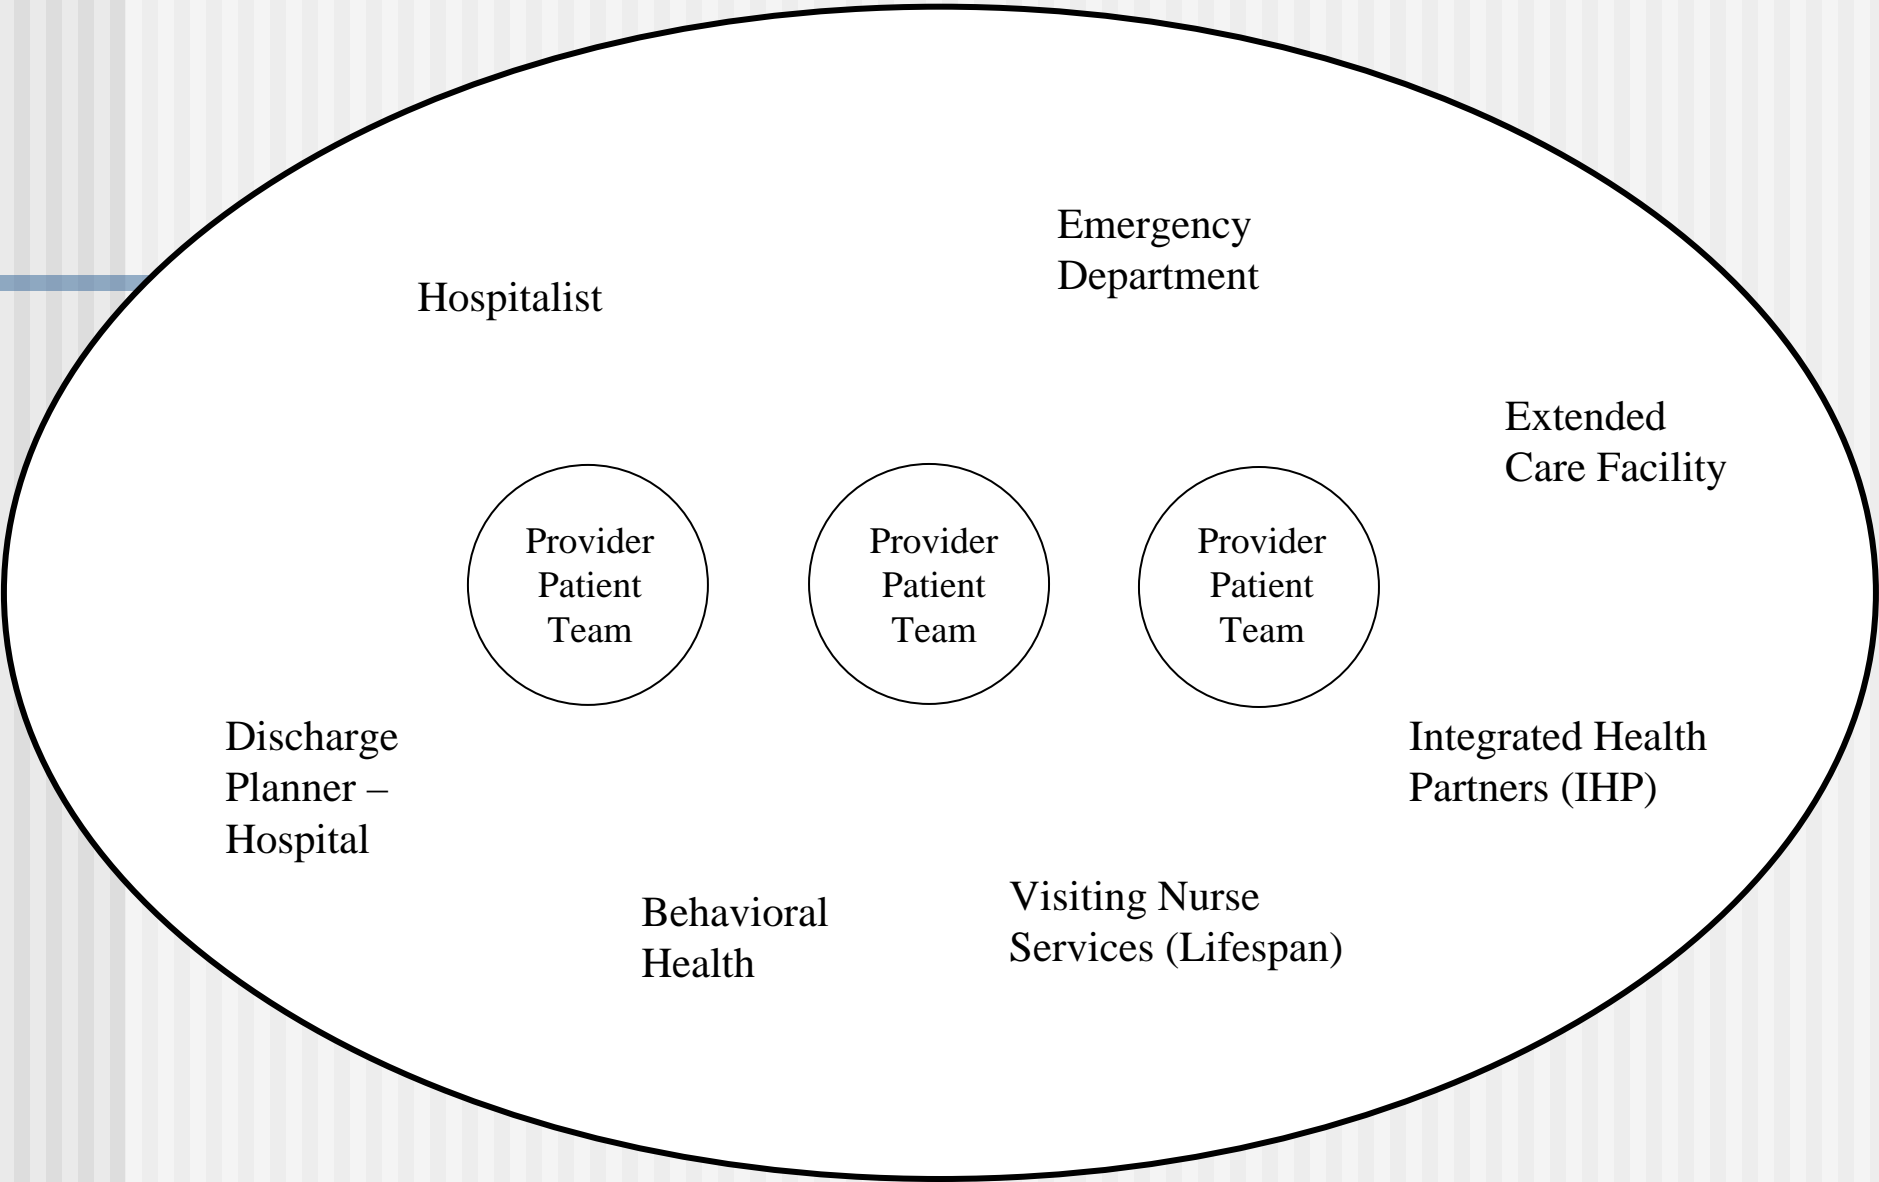 Emergency
Department
Hospitalist
Extended
Care Facility
Provider
Patient
Team
Provider
Patient
Team
Provider
Patient
Team
Discharge
Planner –
Hospital
Integrated Health
Partners (IHP)
Behavioral
Health
Visiting Nurse
Services (Lifespan)